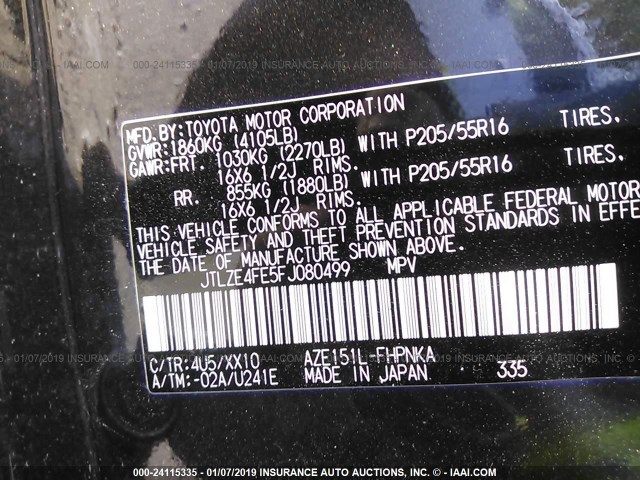 000-24115335 - 01/07/2019 INSURANCE AUTO AUCTIONS, INC. - © - IAAI.COM
MFD.BY:TOYOTA MOTOR CORPORATION
GVWR:1860KG (4105LB)
GAWR:FRT. 1030KG (2270LB) WITH P205/55R16 TIRES,
16X6 1/2J RIMS.
RR. 855KG (1880LB) WITH P205/55R16 TIRES,
16X6 1/2J RIMS.
THIS VEHICLE CONFORMS TO ALL APPLICABLE FEDERAL MOTOR
VEHICLE SAFETY AND THEFT PREVENTION STANDARDS IN EFFE
THE DATE OF MANUFACTURE SHOWN ABOVE.
JTLZE4FE5FJ080499 MPV
C/TR:4U5/XX10 AZE151L-FHPNKA
A/TM:-02A/U241E MADE IN JAPAN 335
000-24115335 - 01/07/2019 INSURANCE AUTO AUCTIONS, INC. - © - IAAI.COM